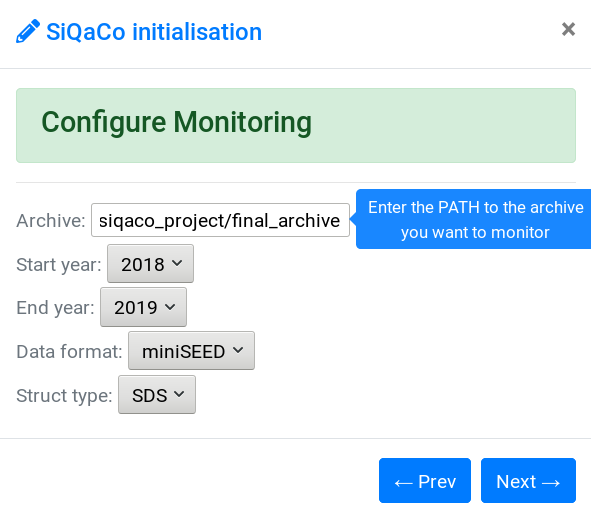 SiQaCo initialisation ×
Configure Monitoring
Archive: siqaco_project/final_archive
Enter the PATH to the archive
you want to monitor
Start year: 2018
End year: 2019
Data format: miniSEED
Struct type: SDS
← Prev Next →